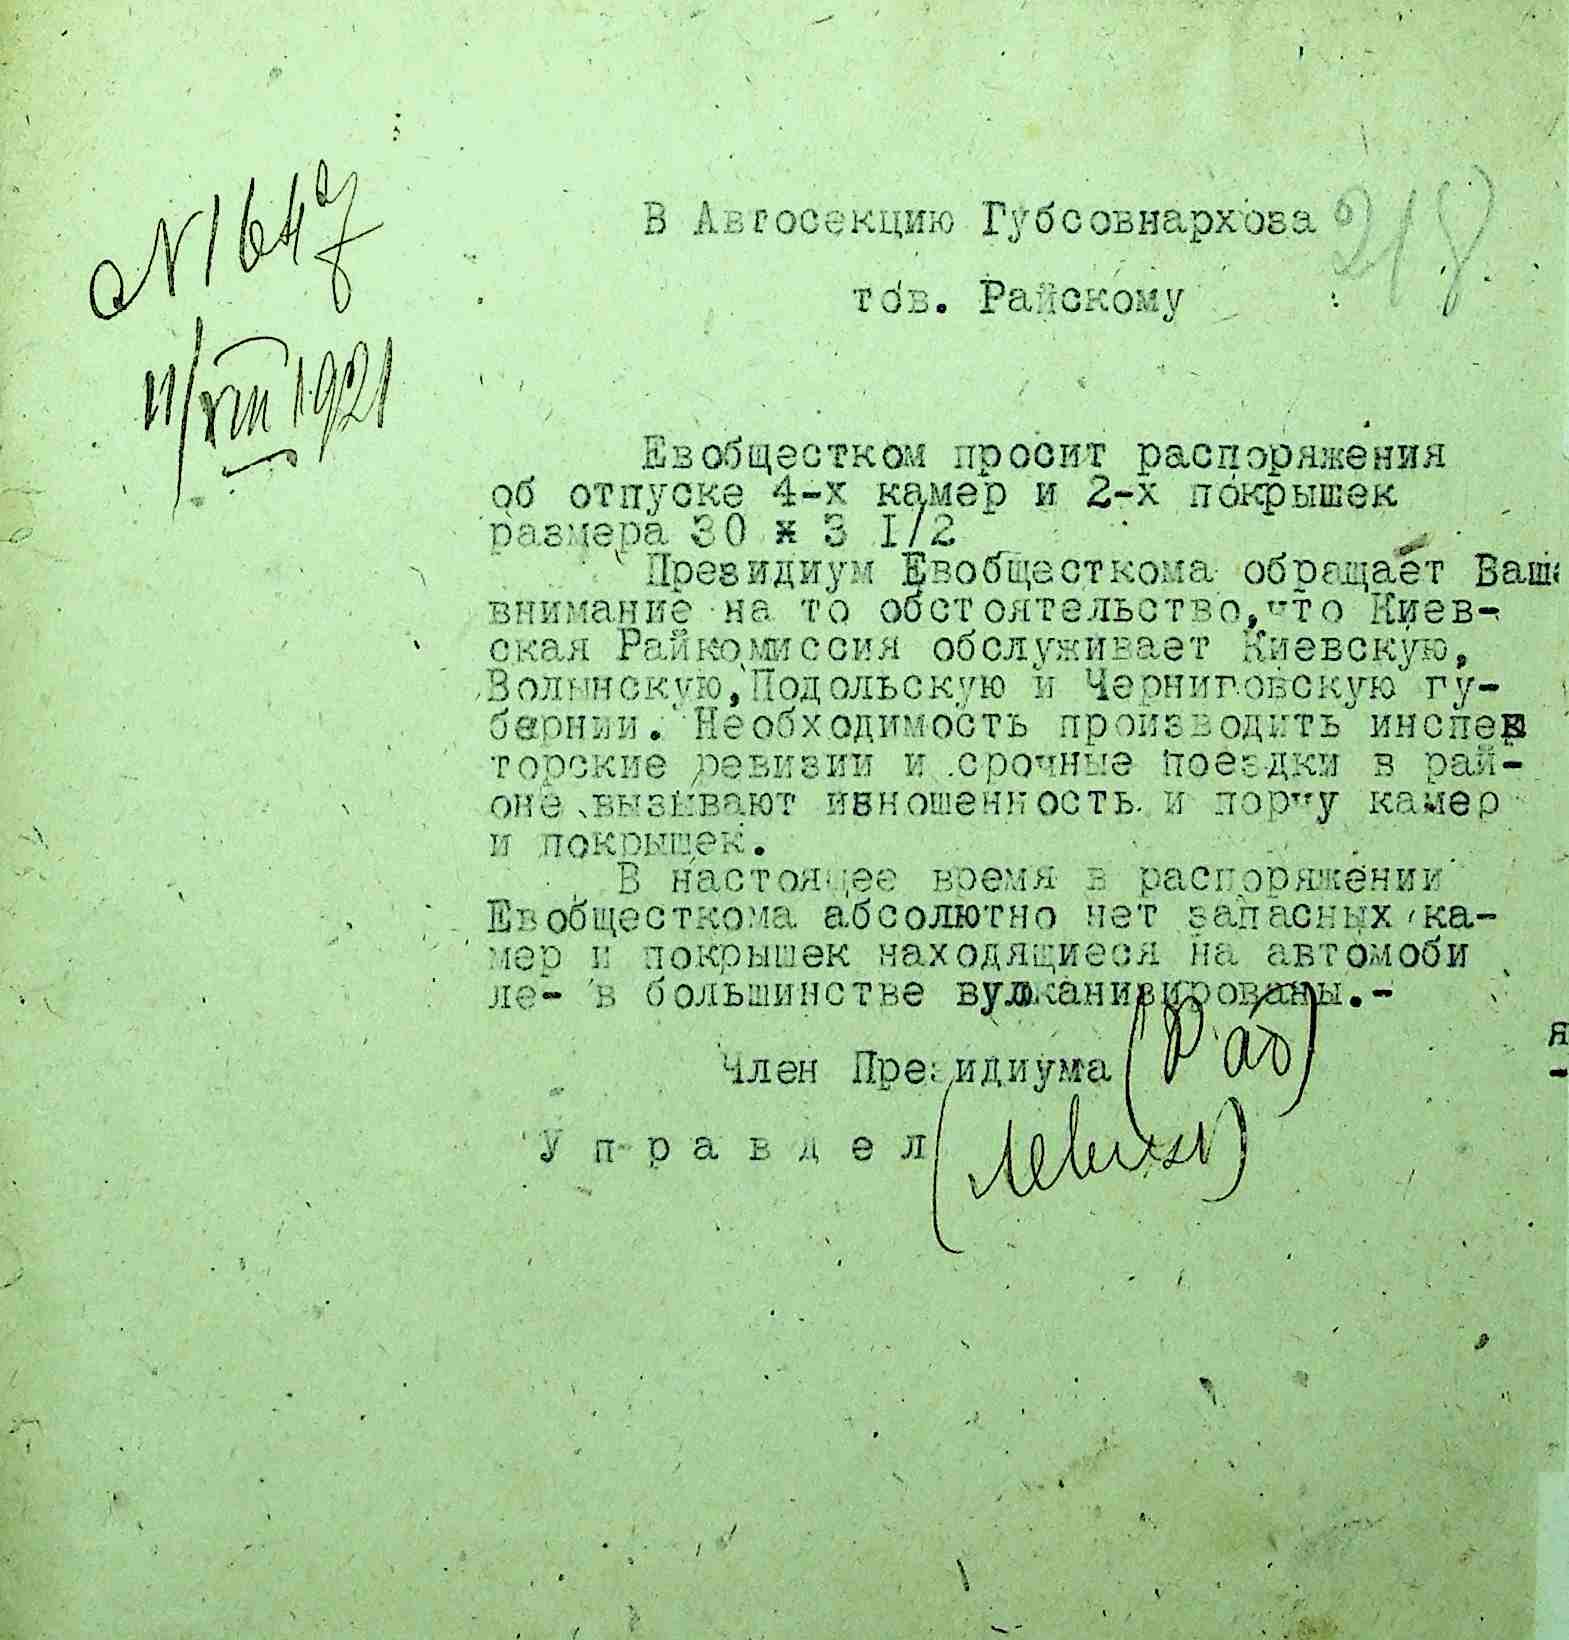 N 1647
11/VIII 1921
218
В Автосекцию Губсовнархоза
тов. Райскому
Евобщестком просит распоряжения
об отпуске 4-х камер и 2-х покрышек
размера 30 x 3 I/2
Президиум Евобщесткома обращает Ваше
внимание на то обстоятельство,что Киев-
ская Райкомиссия обслуживает Киевскую,
Волынскую,Подольскую и Черниговскую гу-
бернии. Необходимость производить инспек
торские ревизии и срочные поездки в рай-
оне вызывают изношенность и порчу камер
и покрышек.
В настоящее время в распоряжении
Евобщесткома абсолютно нет запасных ка-
мер и покрышек находящиеся на автомоби
ле- в большинстве вулканизированы.-
Член Президиума (Раб)
Управдел
я
-